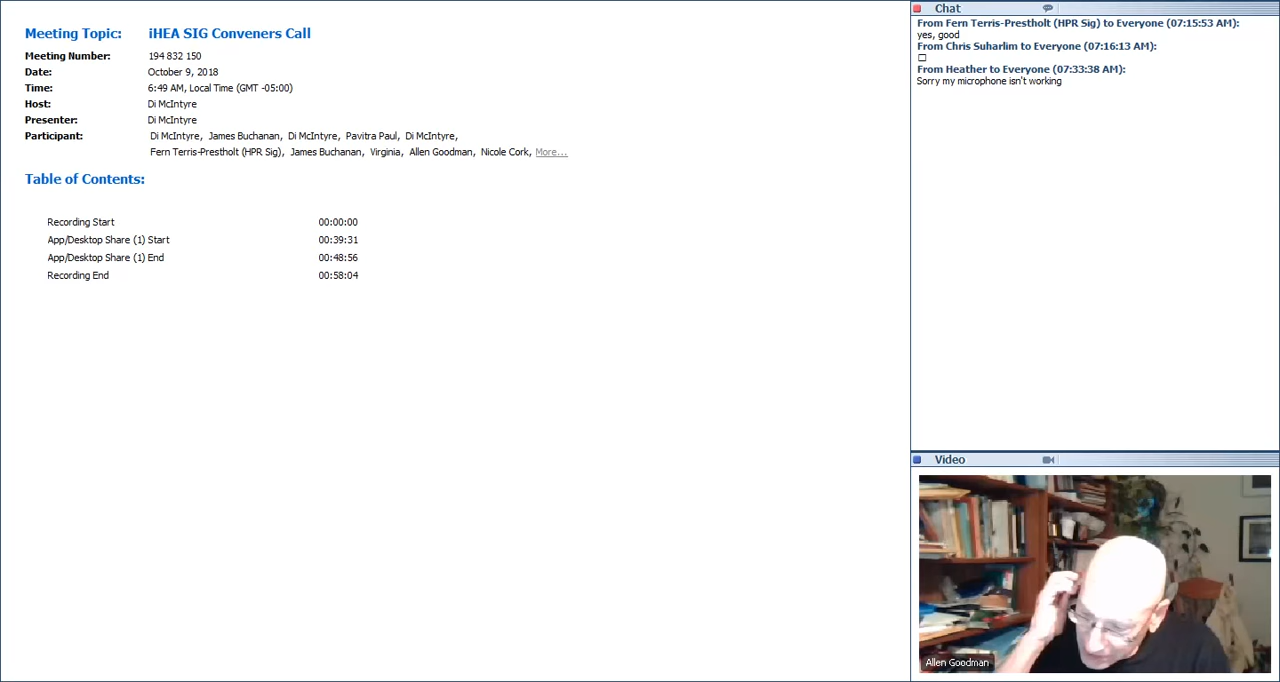 Meeting Topic: iHEA SIG Conveners Call
Meeting Number: 194 832 150
Date: October 9, 2018
Time: 6:49 AM, Local Time (GMT -05:00)
Host: Di McIntyre
Presenter: Di McIntyre
Participant: Di McIntyre, James Buchanan, Di McIntyre, Pavitra Paul, Di McIntyre,
Fern Terris-Prestholt (HPR Sig), James Buchanan, Virginia, Allen Goodman, Nicole Cork, More...
Table of Contents:
Recording Start 00:00:00
App/Desktop Share (1) Start 00:39:31
App/Desktop Share (1) End 00:48:56
Recording End 00:58:04
Chat
From Fern Terris-Prestholt (HPR Sig) to Everyone (07:15:53 AM):
yes, good
From Chris Suharlim to Everyone (07:16:13 AM):
From Heather to Everyone (07:33:38 AM):
Sorry my microphone isn't working
Video
Allen Goodman